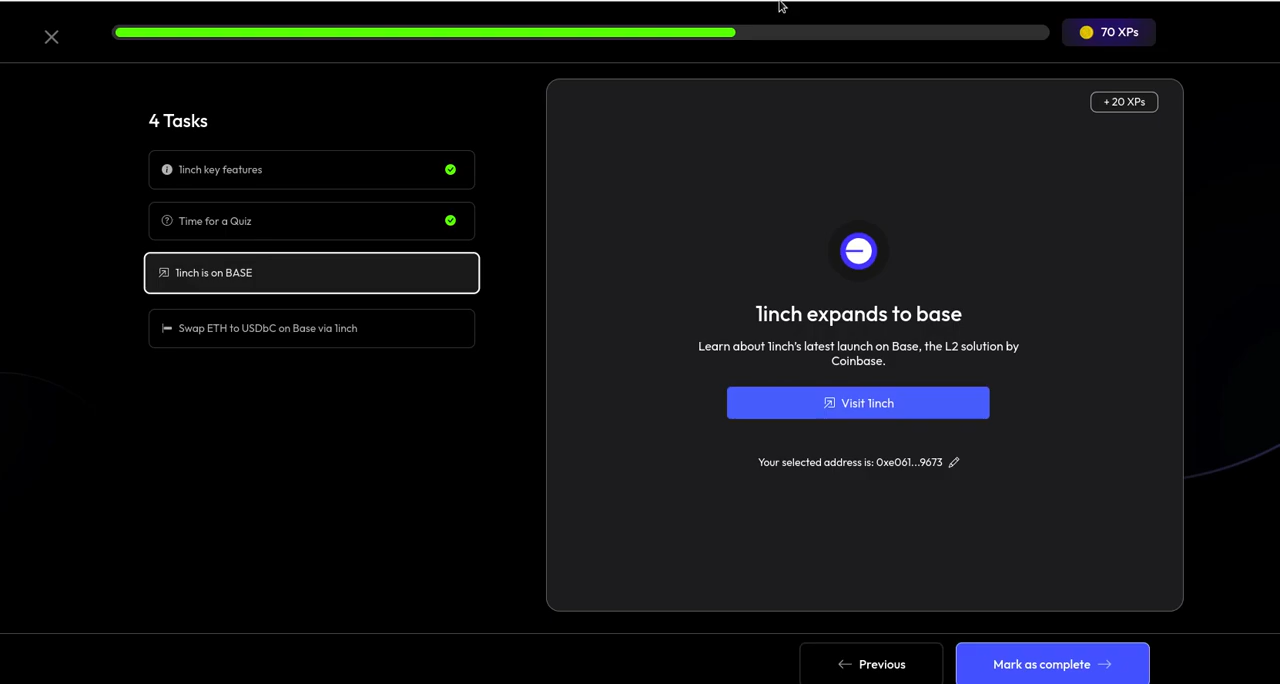 70 XPs
4 Tasks
1inch key features
Time for a Quiz
1inch is on BASE
Swap ETH to USDbC on Base via 1inch
+ 20 XPs
1inch expands to base
Learn about 1inch's latest launch on Base, the L2 solution by
Coinbase.
Visit 1inch
Your selected address is: 0xe061...9673
Previous
Mark as complete